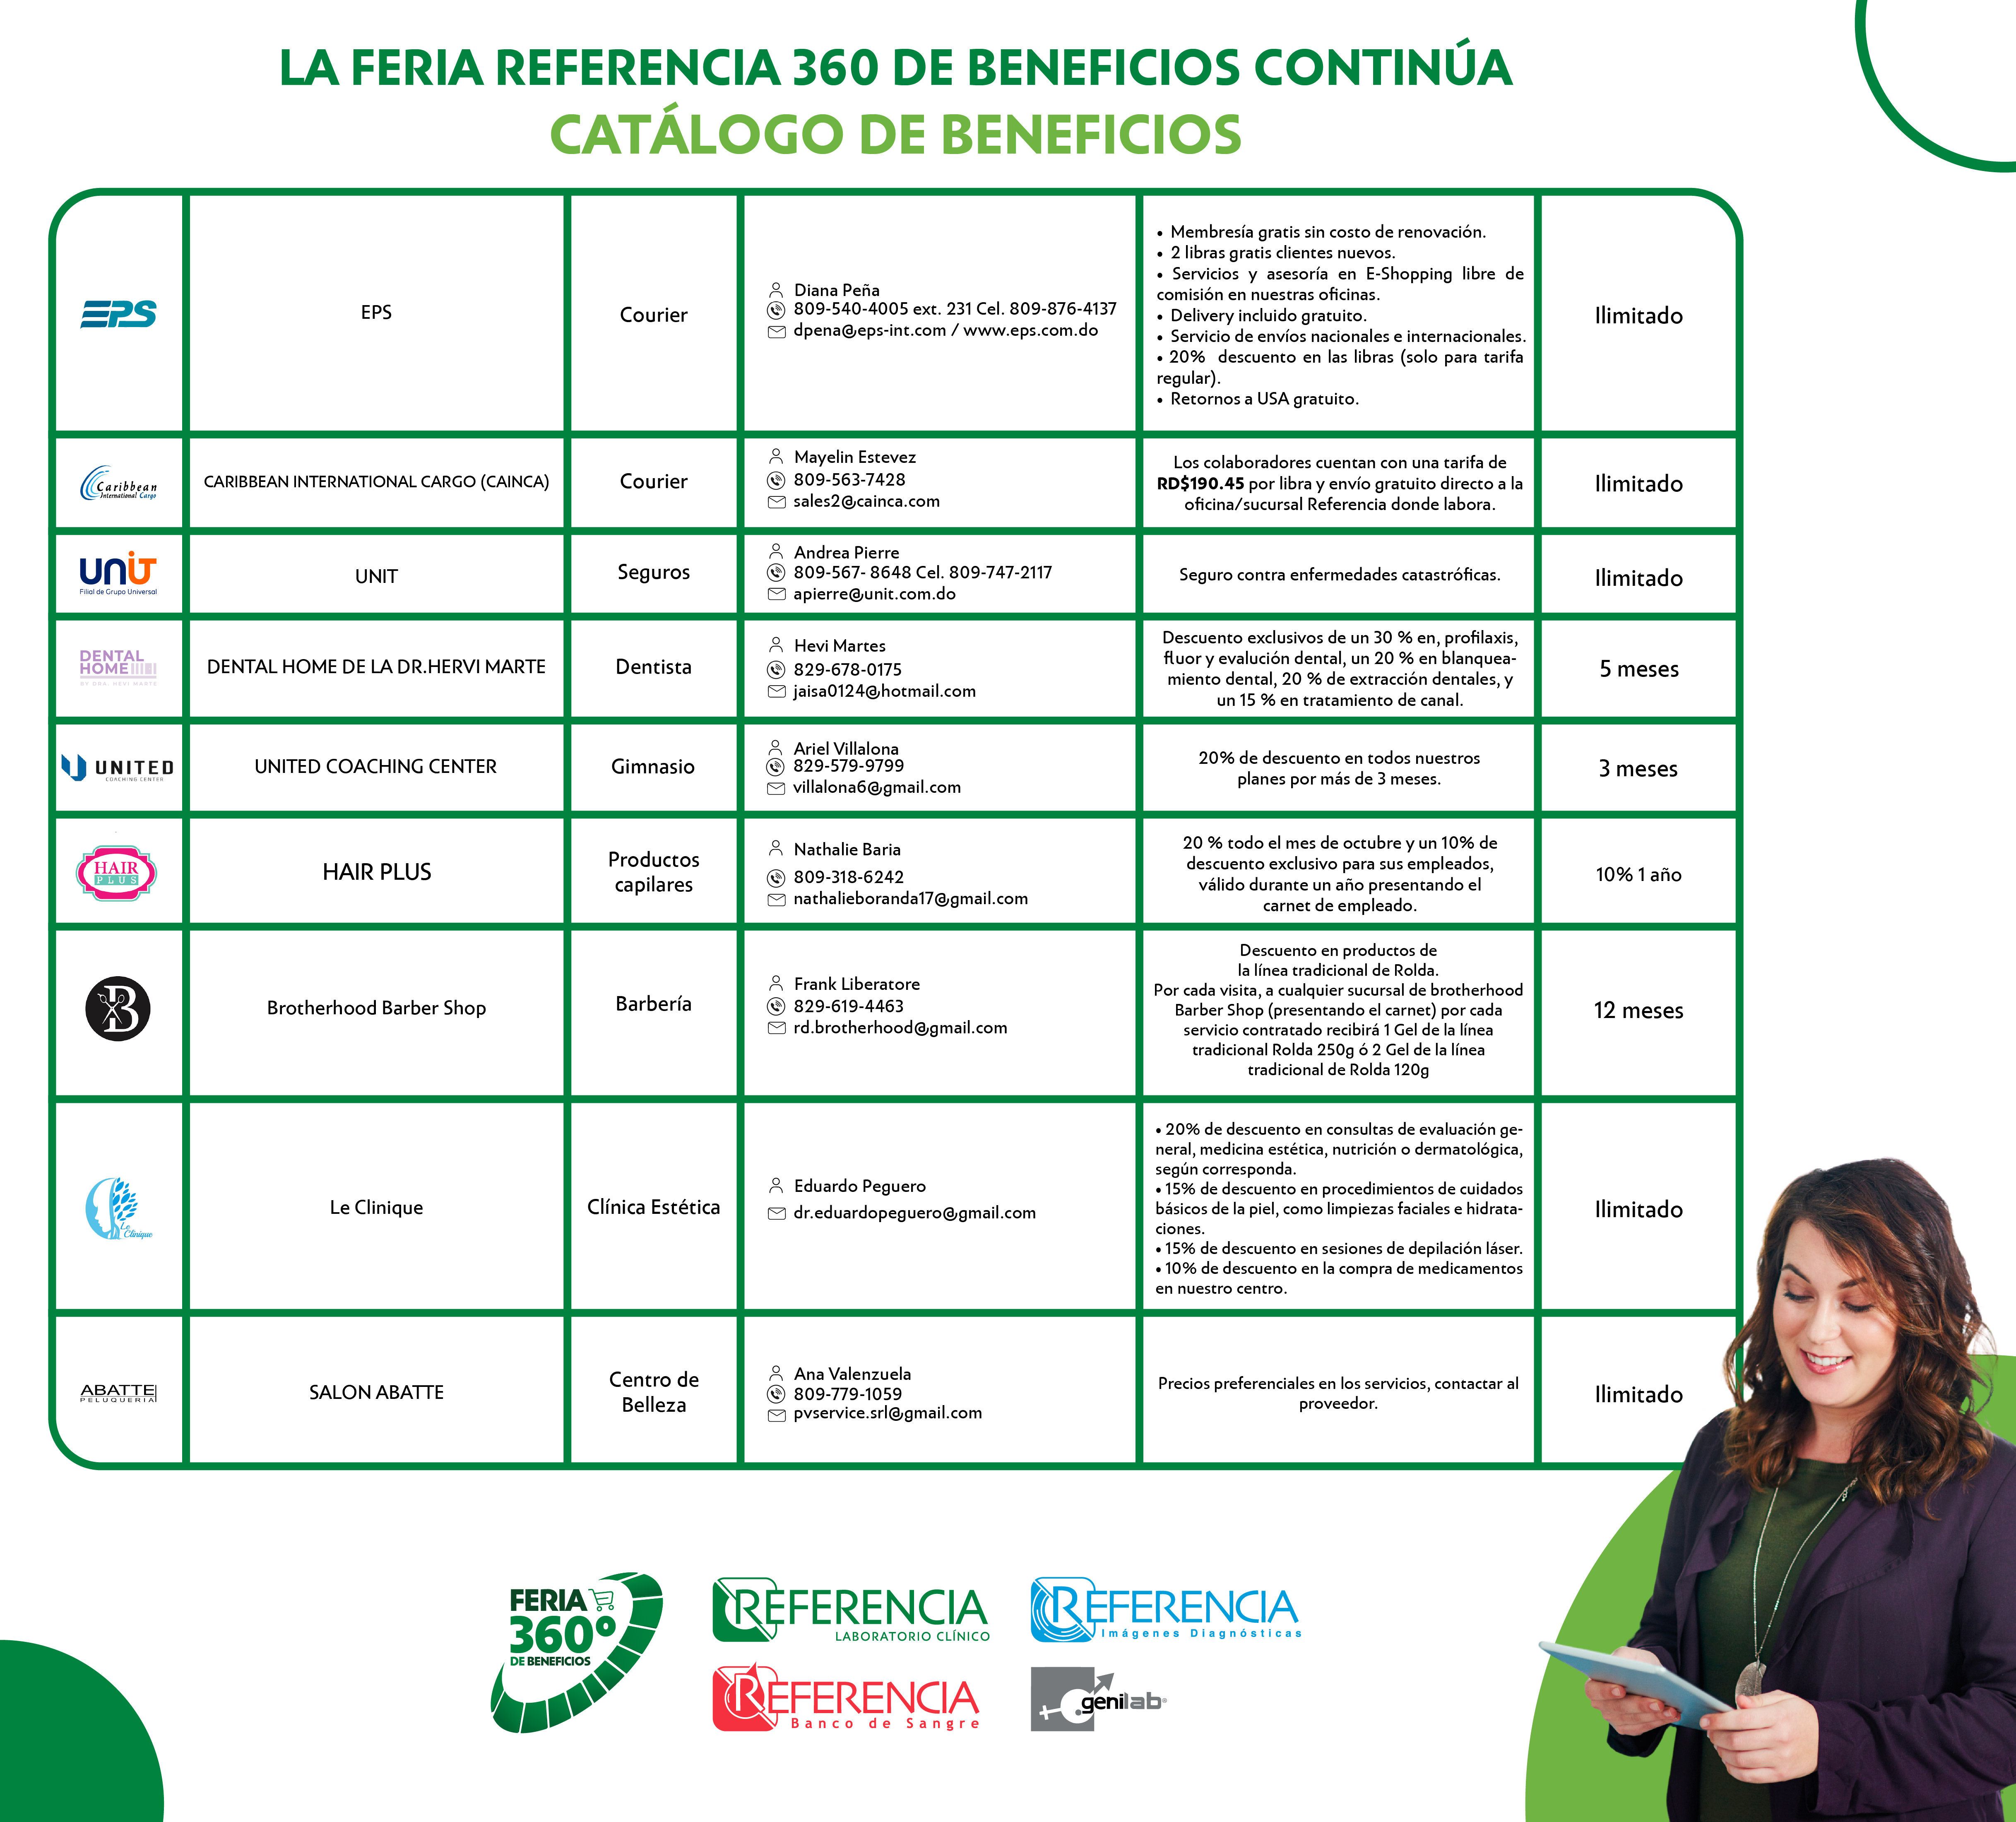 LA FERIA REFERENCIA 360 DE BENEFICIOS CONTINÚA
CATÁLOGO DE BENEFICIOS
EPS
EPS
Courier
Diana Peña
809-540-4005 ext. 231 Cel. 809-876-4137
dpena@eps-int.com / www.eps.com.do
• Membresía gratis sin costo de renovación.
• 2 libras gratis clientes nuevos.
• Servicios y asesoría en E-Shopping libre de
comisión en nuestras oficinas.
• Delivery incluido gratuito.
• Servicio de envíos nacionales e internacionales.
• 20% descuento en las libras (solo para tarifa
regular).
• Retornos a USA gratuito.
Ilimitado
Caribbean
International Cargo
CARIBBEAN INTERNATIONAL CARGO (CAINCA)
Courier
Mayelin Estevez
809-563-7428
sales2@cainca.com
Los colaboradores cuentan con una tarifa de
RD$190.45 por libra y envío gratuito directo a la
oficina/sucursal Referencia donde labora.
Ilimitado
UNIT
Filial de Grupo Universal
UNIT
Seguros
Andrea Pierre
809-567- 8648 Cel. 809-747-2117
apierre@unit.com.do
Seguro contra enfermedades catastróficas.
Ilimitado
DENTAL
HOME
BY DRA. HEVI MARTE
DENTAL HOME DE LA DR.HERVI MARTE
Dentista
Hevi Martes
829-678-0175
jaisa0124@hotmail.com
Descuento exclusivos de un 30 % en, profilaxis,
fluor y evalución dental, un 20 % en blanquea-
miento dental, 20 % de extracción dentales, y
un 15 % en tratamiento de canal.
5 meses
UNITED
COACHING CENTER
UNITED COACHING CENTER
Gimnasio
Ariel Villalona
829-579-9799
villalona6@gmail.com
20% de descuento en todos nuestros
planes por más de 3 meses.
3 meses
HAIR
PLUS
HAIR PLUS
Productos
capilares
Nathalie Baria
809-318-6242
nathalieboranda17@gmail.com
20 % todo el mes de octubre y un 10% de
descuento exclusivo para sus empleados,
válido durante un año presentando el
carnet de empleado.
10% 1 año
B
Brotherhood Barber Shop
Barbería
Frank Liberatore
829-619-4463
rd.brotherhood@gmail.com
Descuento en productos de
la línea tradicional de Rolda.
Por cada visita, a cualquier sucursal de brotherhood
Barber Shop (presentando el carnet) por cada
servicio contratado recibirá 1 Gel de la línea
tradicional Rolda 250g ó 2 Gel de la línea
tradicional de Rolda 120g
12 meses
Le
Clinique
Le Clinique
Clínica Estética
Eduardo Peguero
dr.eduardopeguero@gmail.com
• 20% de descuento en consultas de evaluación ge-
neral, medicina estética, nutrición o dermatológica,
según corresponda.
• 15% de descuento en procedimientos de cuidados
básicos de la piel, como limpiezas faciales e hidrata-
ciones.
• 15% de descuento en sesiones de depilación láser.
• 10% de descuento en la compra de medicamentos
en nuestro centro.
Ilimitado
ABATTE
PELUQUERIA
SALON ABATTE
Centro de
Belleza
Ana Valenzuela
809-779-1059
pvservice.srl@gmail.com
Precios preferenciales en los servicios, contactar al
proveedor.
Ilimitado
FERIA
360º
DE BENEFICIOS
REFERENCIA
LABORATORIO CLÍNICO
REFERENCIA
Imágenes Diagnósticas
REFERENCIA
Banco de Sangre
genilab®